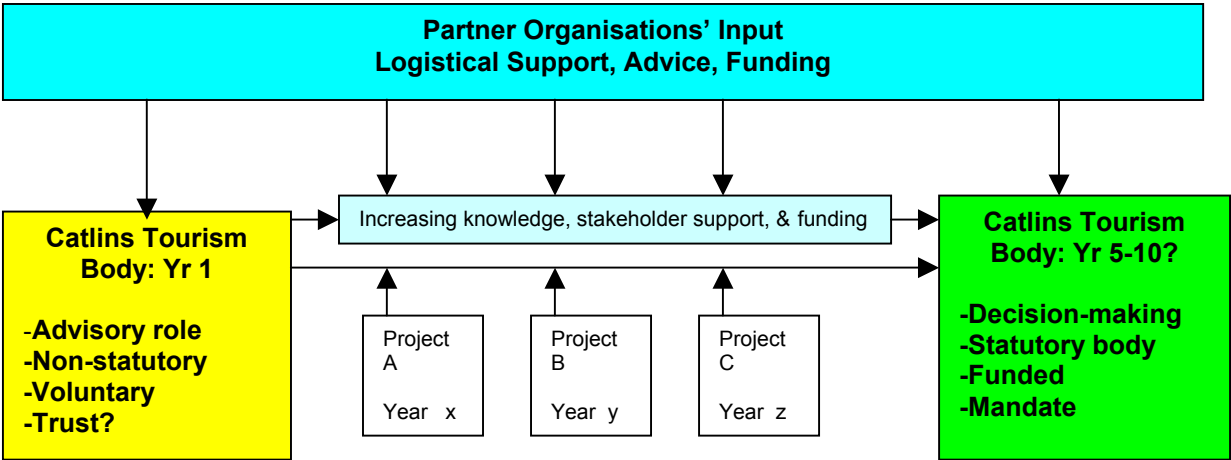 Partner Organisations’ Input
Logistical Support, Advice, Funding
Increasing knowledge, stakeholder support, & funding
Catlins Tourism
Body: Yr 1
-Advisory role
-Non-statutory
-Voluntary
-Trust?
Project
A
Year x
Project
B
Year y
Project
C
Year z
Catlins Tourism
Body: Yr 5-10?
-Decision-making
-Statutory body
-Funded
-Mandate